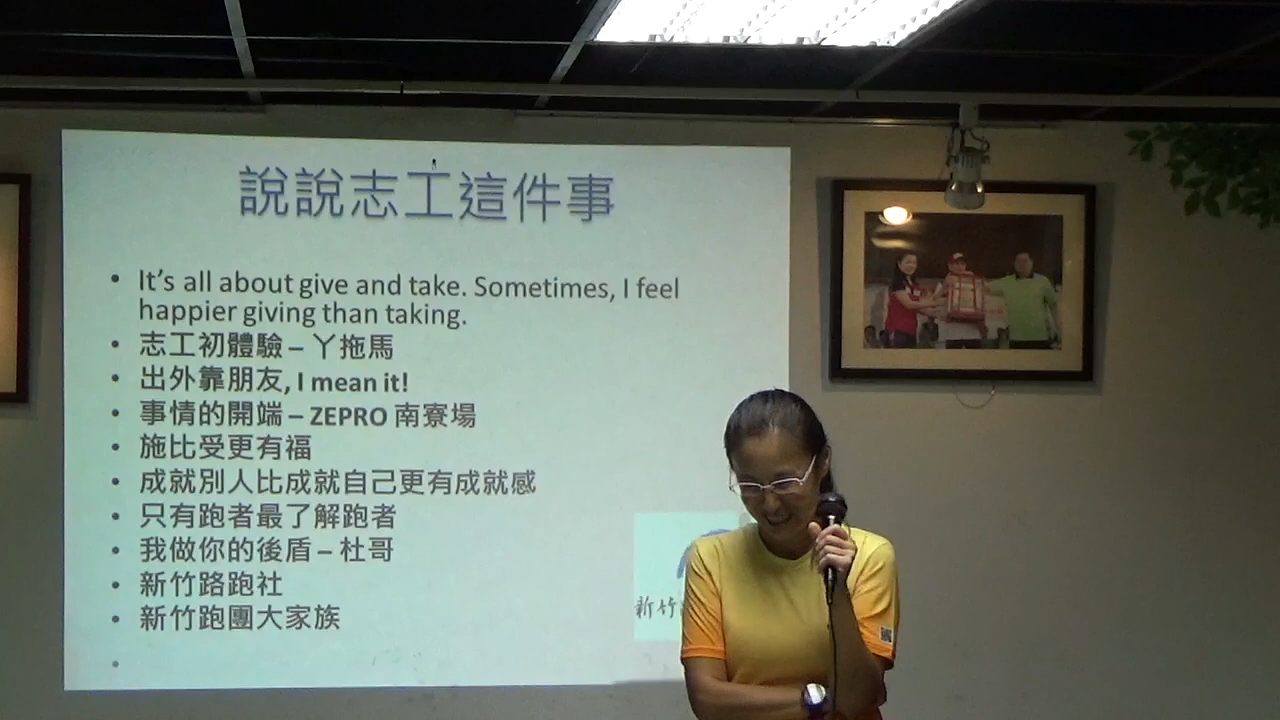 說說志工這件事
• It's all about give and take. Sometimes, I feel
happier giving than taking.
• 志工初體驗 – ㄚ拖馬
• 出外靠朋友, I mean it!
• 事情的開端 – ZEPRO 南寮場
• 施比受更有福
• 成就別人比成就自己更有成就感
• 只有跑者最了解跑者
• 我做你的後盾 – 杜哥
• 新竹路跑社
• 新竹跑團大家族
新竹